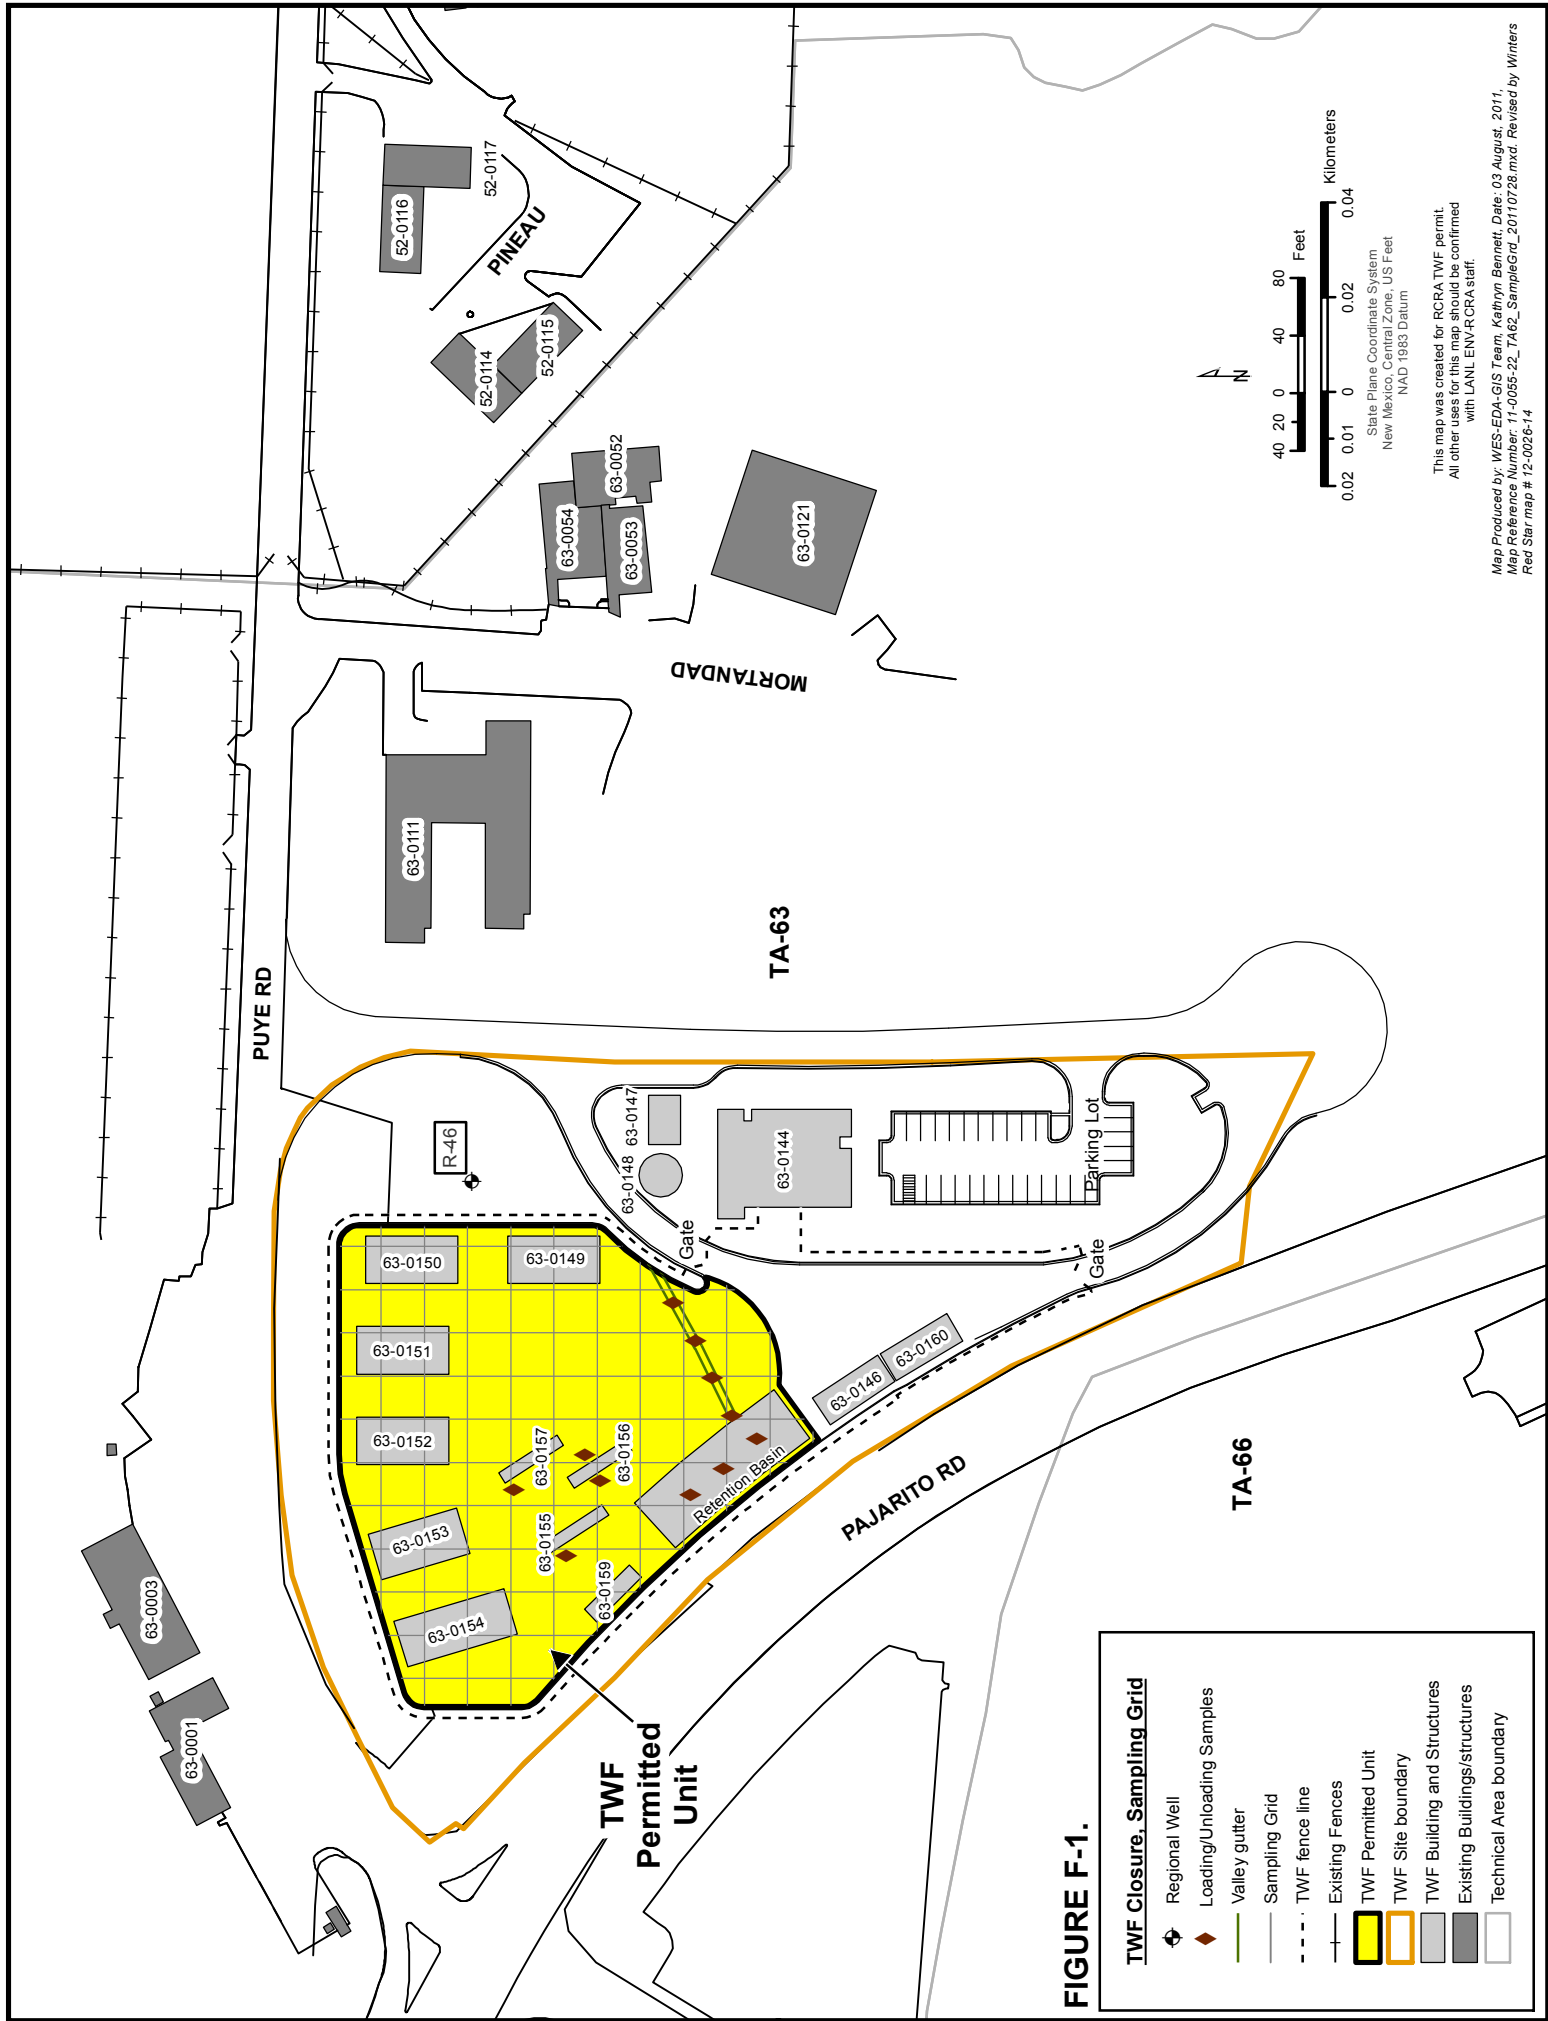 PUYE RD
PINEAU
MORTANDAD
PAJARITO RD
TA-63
TA-66
52-0116
52-0117
52-0114
52-0115
63-0054
63-0052
63-0053
63-0121
63-0111
63-0003
63-0001
R-46
63-0147
63-0148
63-0144
Parking Lot
Gate
Gate
63-0150
63-0149
63-0151
63-0152
63-0153
63-0154
63-0157
63-0156
63-0155
63-0159
Retention Basin
63-0146
63-0160
TWF
Permitted
Unit
FIGURE F-1.
TWF Closure, Sampling Grid
Regional Well
Loading/Unloading Samples
Valley gutter
Sampling Grid
TWF fence line
Existing Fences
TWF Permitted Unit
TWF Site boundary
TWF Building and Structures
Existing Buildings/structures
Technical Area boundary
N
40 20 0 40 80
Feet
0.02 0.01 0 0.02 0.04
Kilometers
State Plane Coordinate System
New Mexico, Central Zone, US Feet
NAD 1983 Datum
This map was created for RCRA TWF permit.
All other uses for this map should be confirmed
with LANL ENV-RCRA staff.
Map Produced by: WES-EDA-GIS Team, Kathryn Bennett, Date: 03 August, 2011,
Map Reference Number: 11-0055-22_TA62_SampleGrd_20110728.mxd. Revised by Winters
Red Star map # 12-0026-14